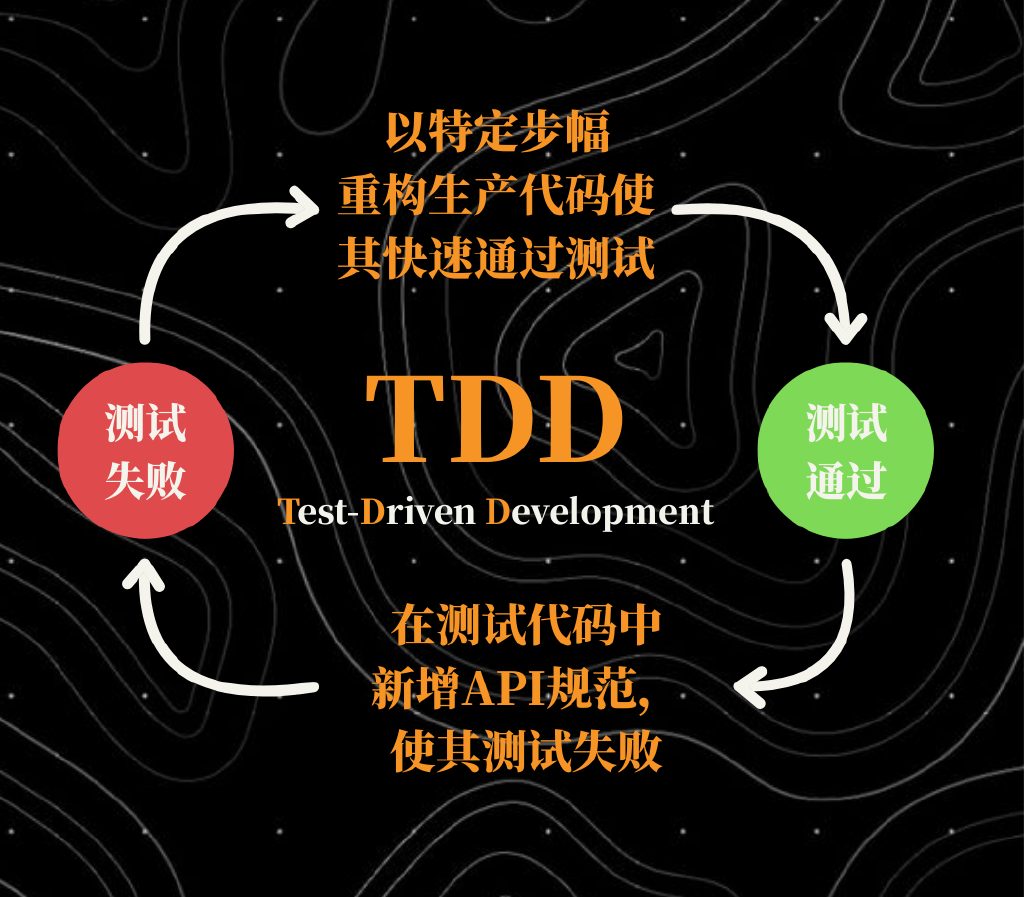 以特定步幅
重构生产代码使
其快速通过测试
测试
失败
TDD
Test-Driven Development
测试
通过
在测试代码中
新增API规范，
使其测试失败